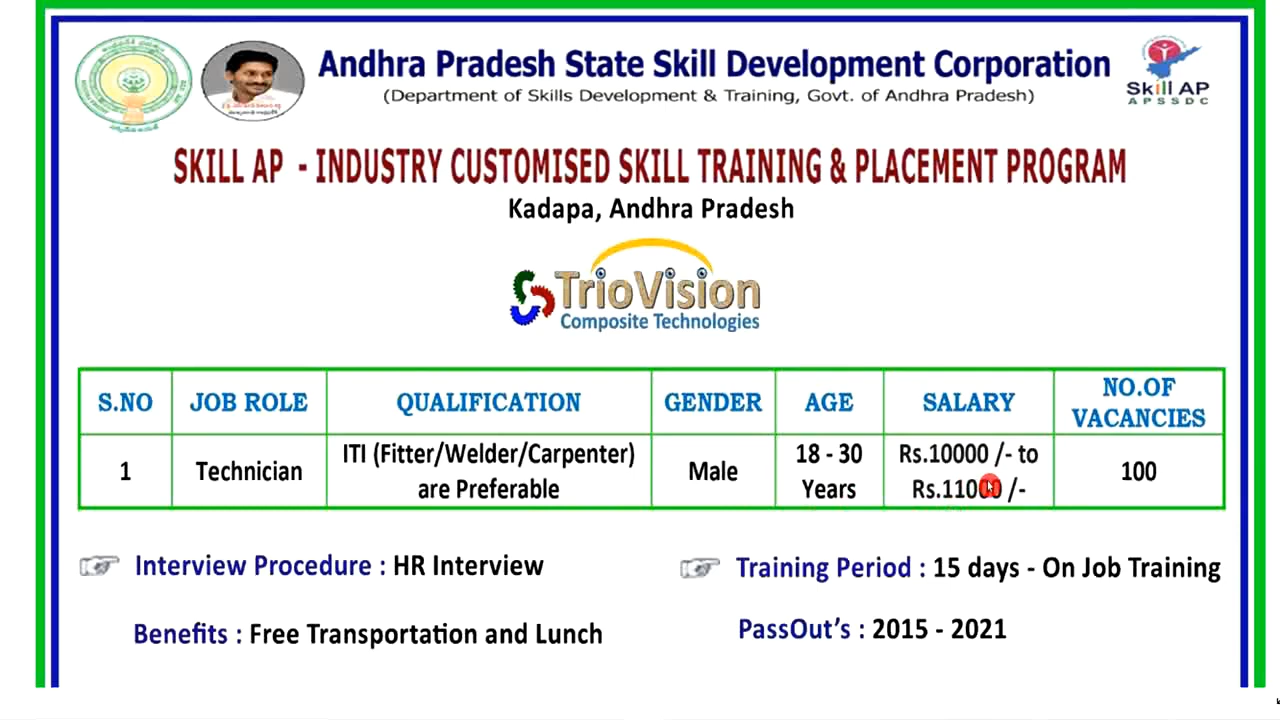 Andhra Pradesh State Skill Development Corporation
(Department of Skills Development & Training, Govt. of Andhra Pradesh)
Skill AP
APSSDC
SKILL AP - INDUSTRY CUSTOMISED SKILL TRAINING & PLACEMENT PROGRAM
Kadapa, Andhra Pradesh
TrioVision
Composite Technologies
S.NO JOB ROLE QUALIFICATION GENDER AGE SALARY NO.OF VACANCIES
1 Technician ITI (Fitter/Welder/Carpenter) are Preferable Male 18 - 30 Years Rs.10000 /- to Rs.11000 /- 100
Interview Procedure : HR Interview
Training Period : 15 days - On Job Training
Benefits : Free Transportation and Lunch
PassOut's : 2015 - 2021